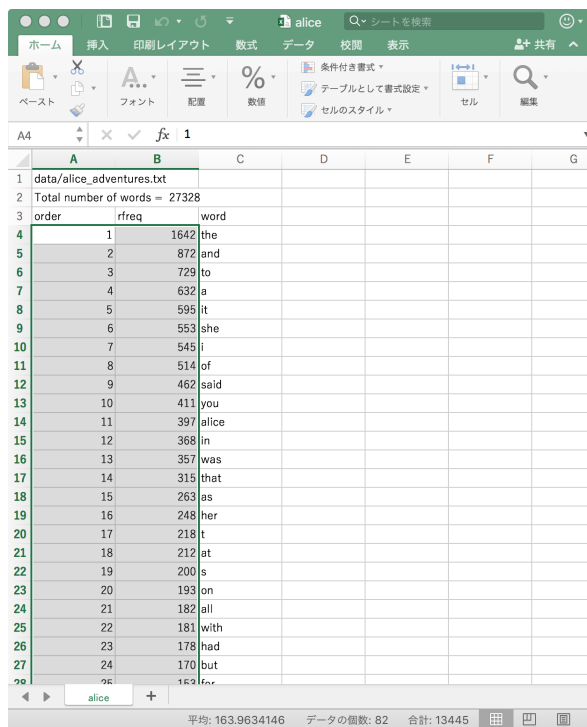 alice
シートを検索
ホーム 挿入 印刷レイアウト 数式 データ 校閲 表示 共有
ペースト
A...
フォント
配置
%
数値
条件付き書式
テーブルとして書式設定
セルのスタイル
セル
編集
A4 fx 1
A B C D E F G
1 data/alice_adventures.txt
2 Total number of words = 27328
3 order rfreq word
4 1 1642 the
5 2 872 and
6 3 729 to
7 4 632 a
8 5 595 it
9 6 553 she
10 7 545 i
11 8 514 of
12 9 462 said
13 10 411 you
14 11 397 alice
15 12 368 in
16 13 357 was
17 14 315 that
18 15 263 as
19 16 248 her
20 17 218 t
21 18 212 at
22 19 200 s
23 20 193 on
24 21 182 all
25 22 181 with
26 23 178 had
27 24 170 but
28 25 153 for
alice +
平均: 163.9634146 データの個数: 82 合計: 13445